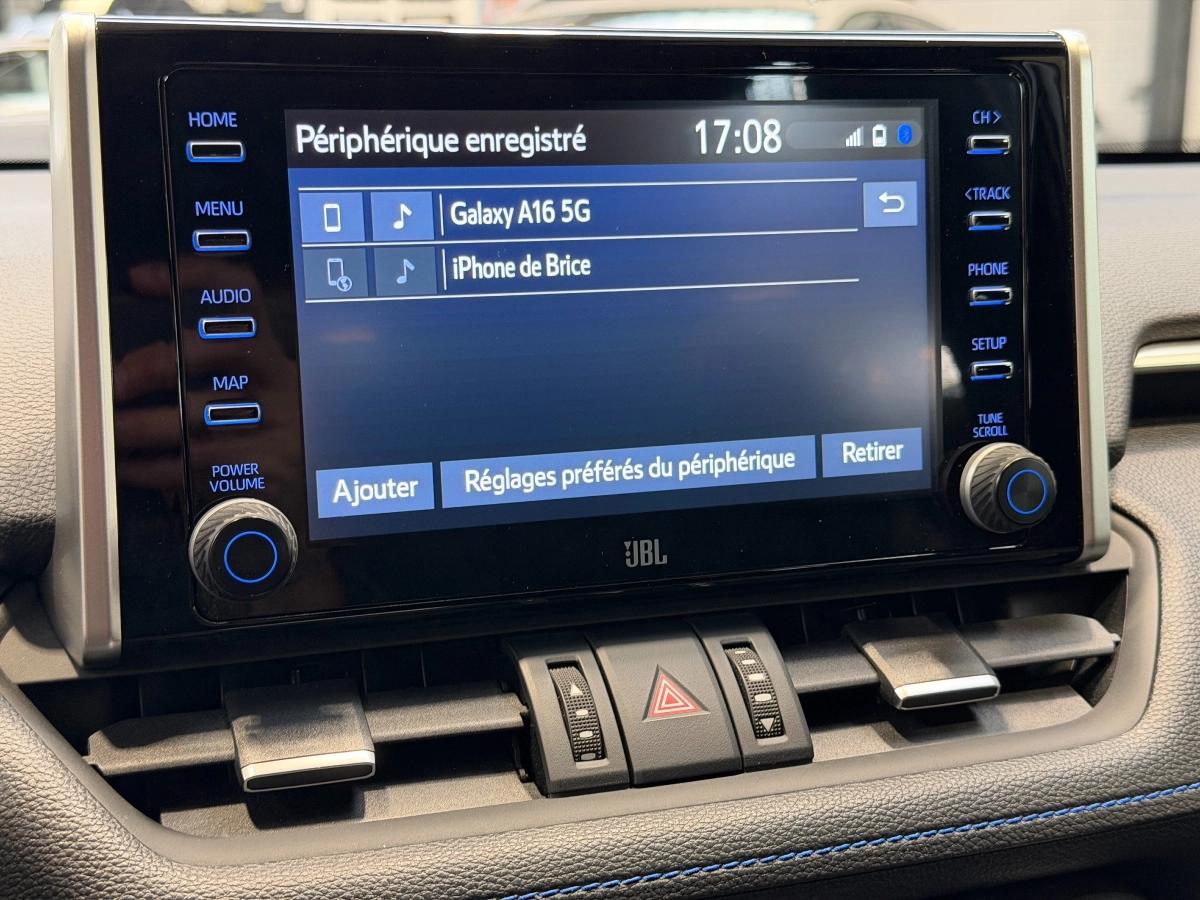 HOME
MENU
AUDIO
MAP
POWER
VOLUME
Périphérique enregistré 17:08
Galaxy A16 5G
iPhone de Brice
Ajouter Réglages préférés du périphérique Retirer
CH >
< TRACK
PHONE
SETUP
TUNE
SCROLL
JBL